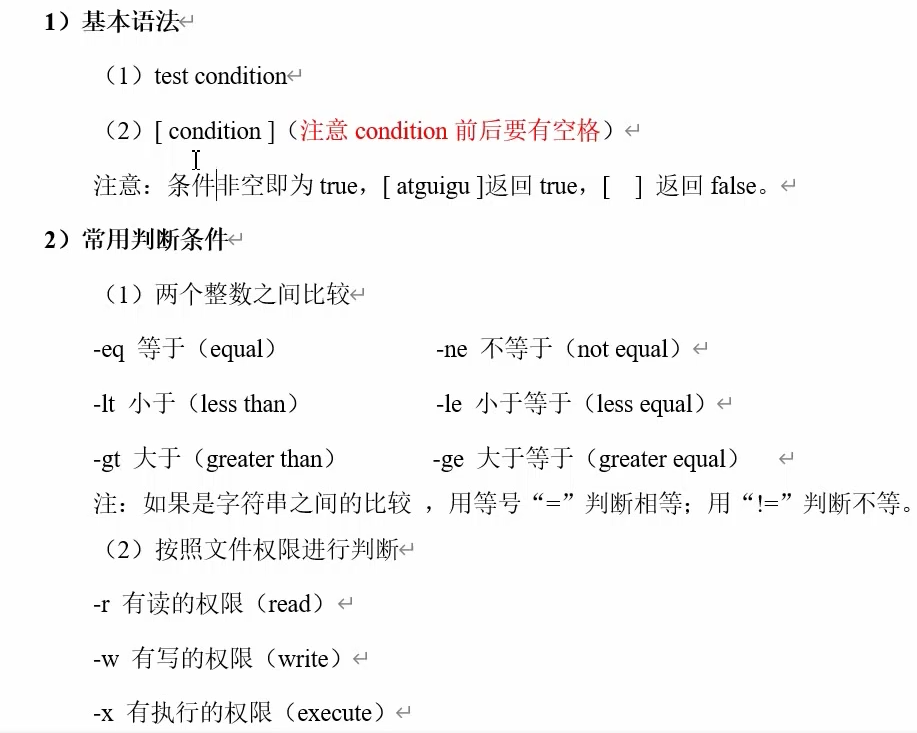 1）基本语法
（1）test condition
（2）[ condition ]（注意 condition 前后要有空格）
注意：条件非空即为 true，[ atguigu ]返回 true，[  ] 返回 false。
2）常用判断条件
（1）两个整数之间比较
-eq 等于（equal） -ne 不等于（not equal）
-lt 小于（less than） -le 小于等于（less equal）
-gt 大于（greater than） -ge 大于等于（greater equal）
注：如果是字符串之间的比较 ，用等号“=”判断相等；用“!=”判断不等。
（2）按照文件权限进行判断
-r 有读的权限（read）
-w 有写的权限（write）
-x 有执行的权限（execute）